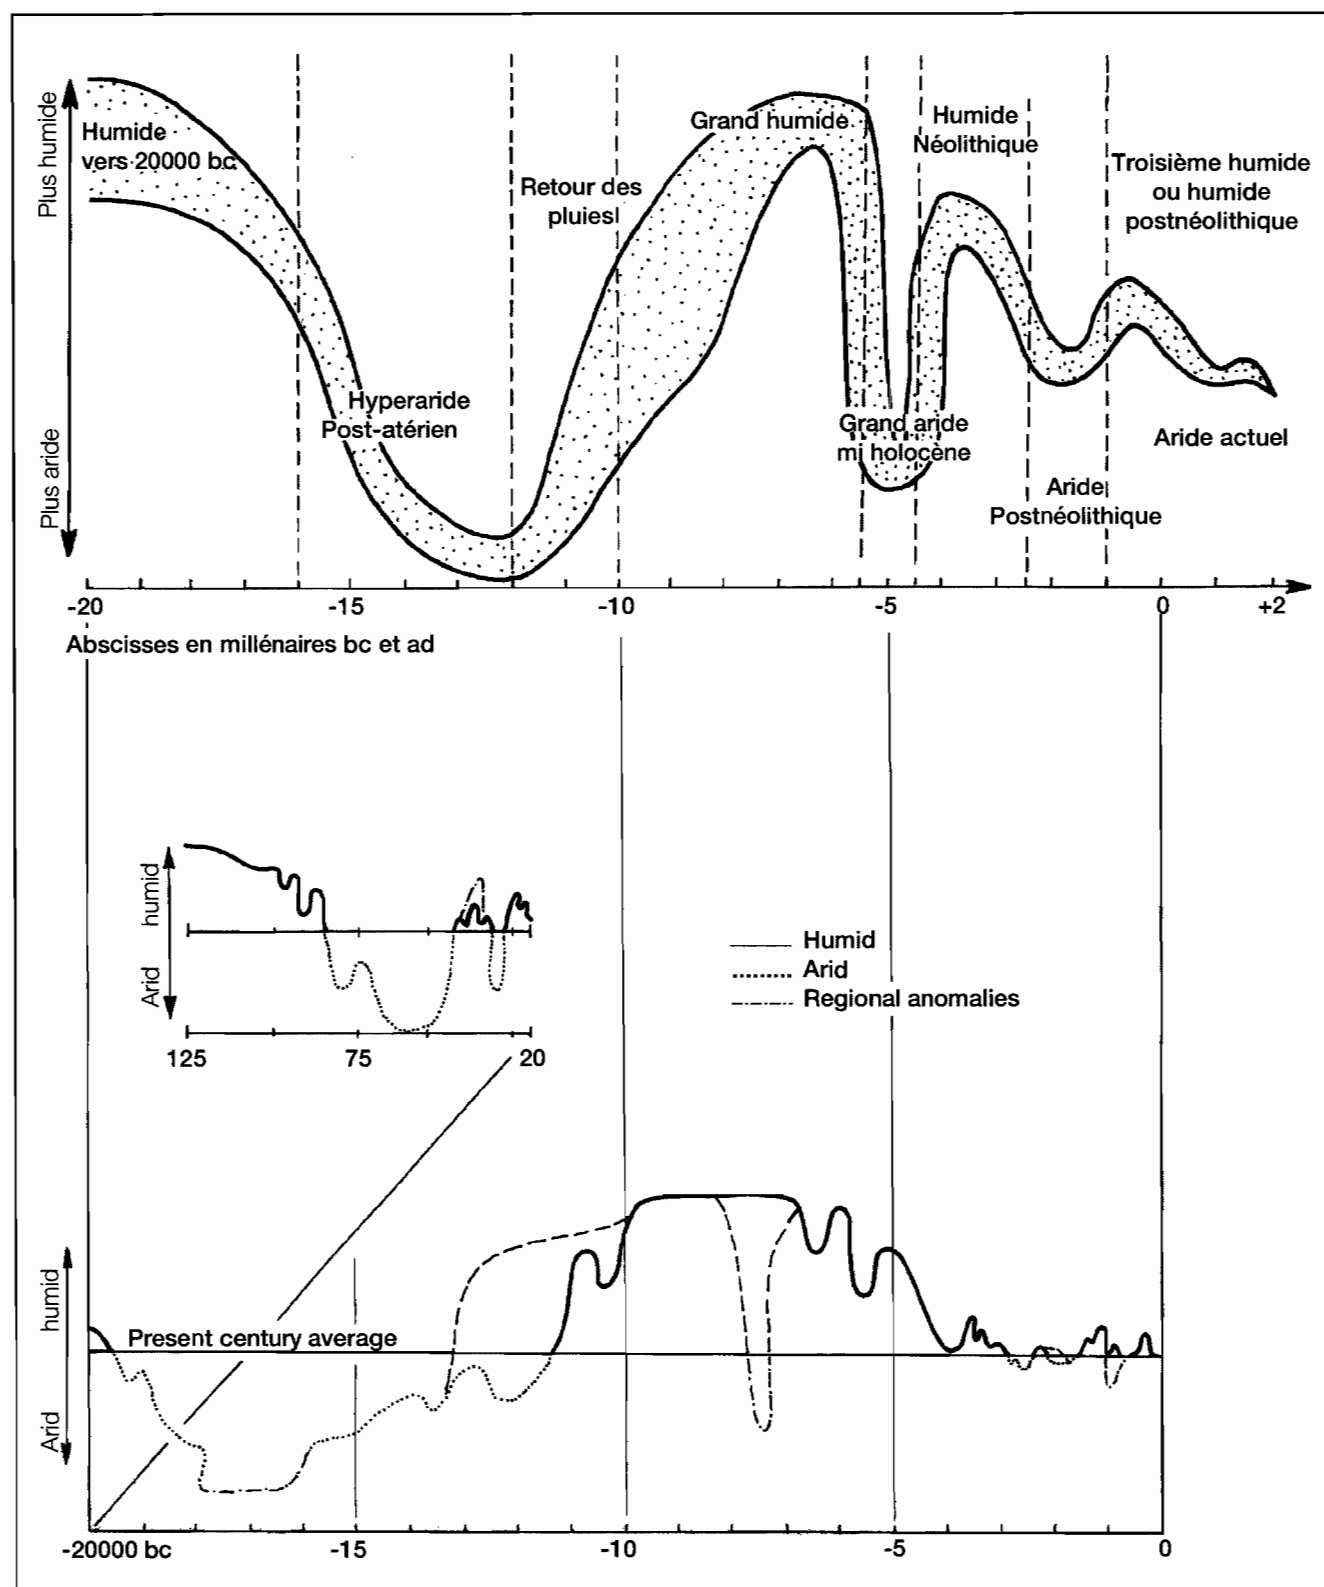 Plus humide
Plus aride
Humide
vers 20000 bc
Hyperaride
Post-atérien
Retour des
pluies
Grand humide
Grand aride
mi holocène
Humide
Néolithique
Aride
Postnéolithique
Troisième humide
ou humide
postnéolithique
Aride actuel
-20 -15 -10 -5 0 +2
Abscisses en millénaires bc et ad
humid
Arid
125 75 20
Humid
Arid
Regional anomalies
humid
Arid
Present century average
-20000 bc -15 -10 -5 0